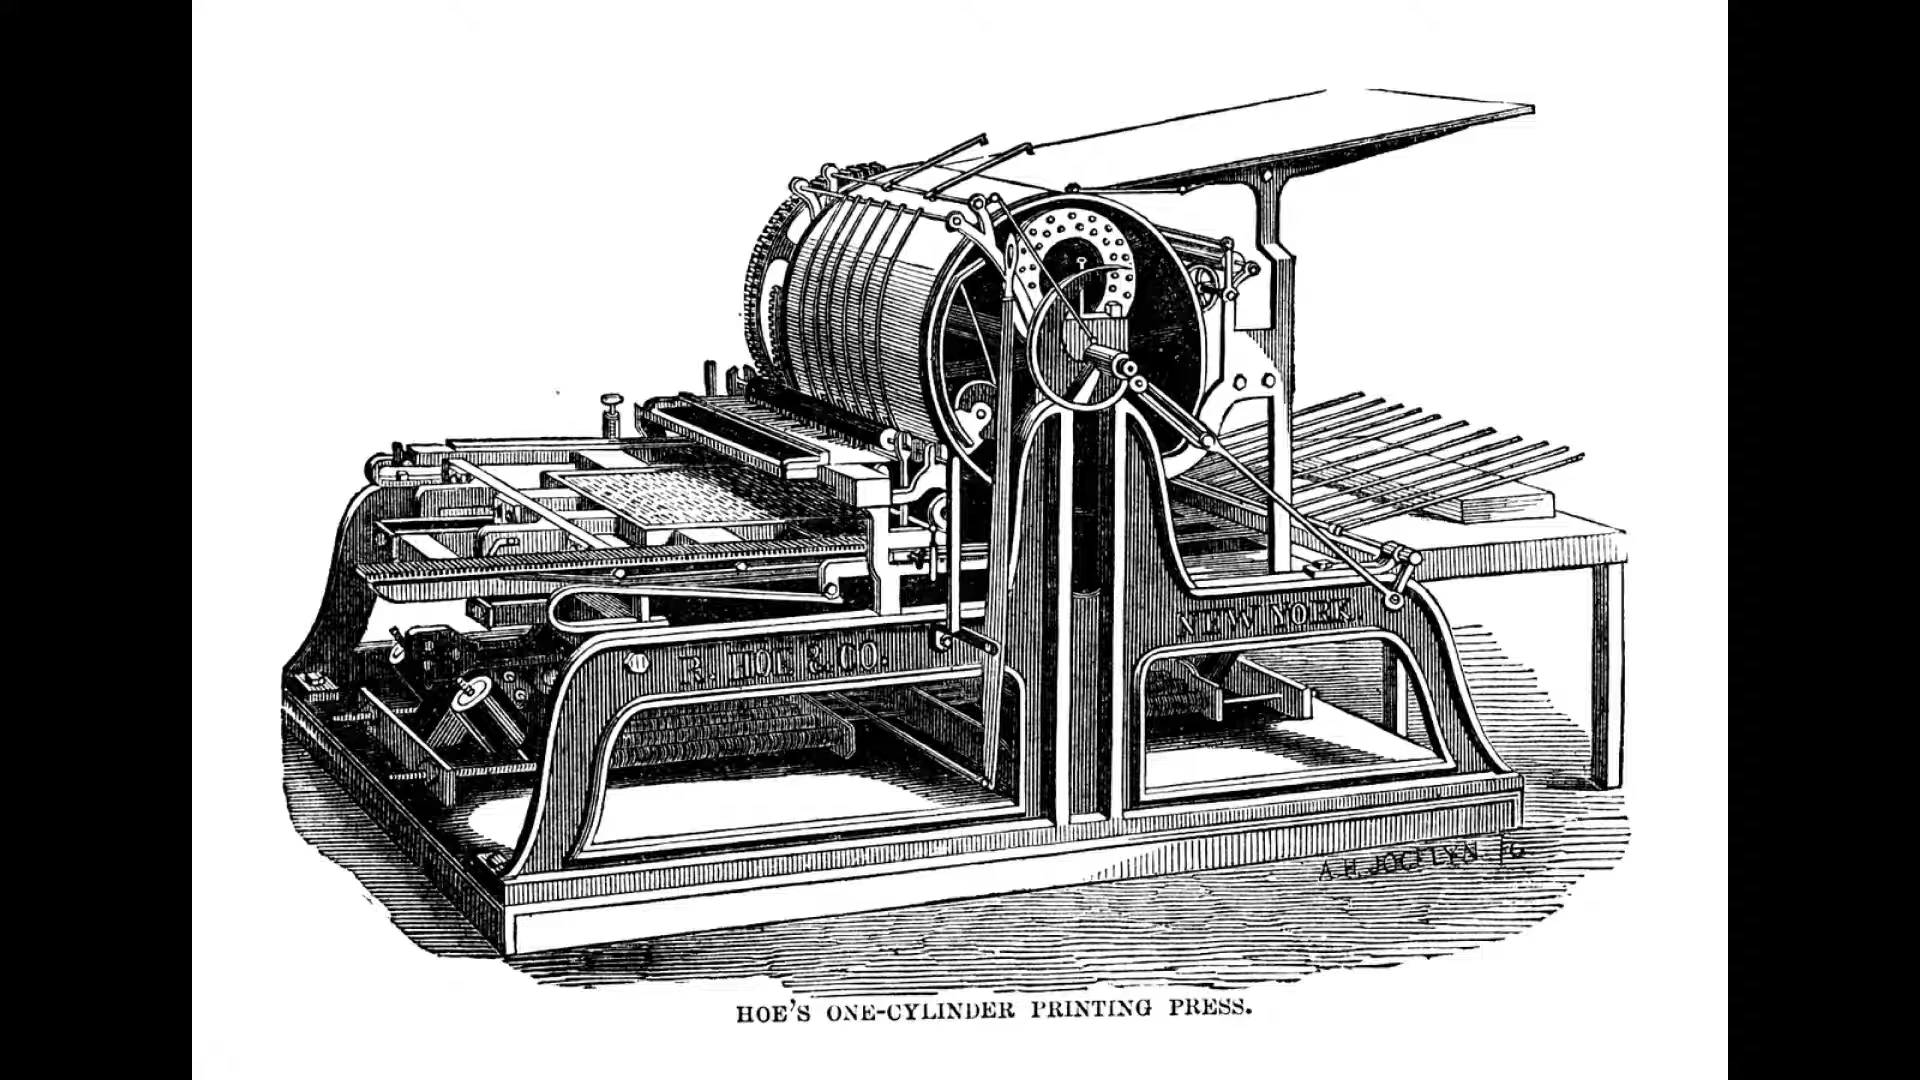 R. HOE & CO.
NEW YORK
A. H. JOCELYN. SC
HOE'S ONE-CYLINDER PRINTING PRESS.